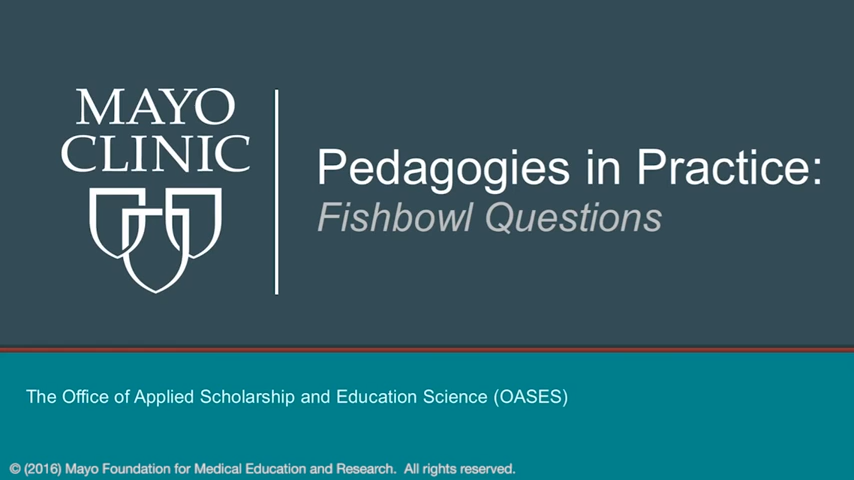 MAYO
CLINIC
Pedagogies in Practice:
Fishbowl Questions
The Office of Applied Scholarship and Education Science (OASES)
© (2016) Mayo Foundation for Medical Education and Research. All rights reserved.